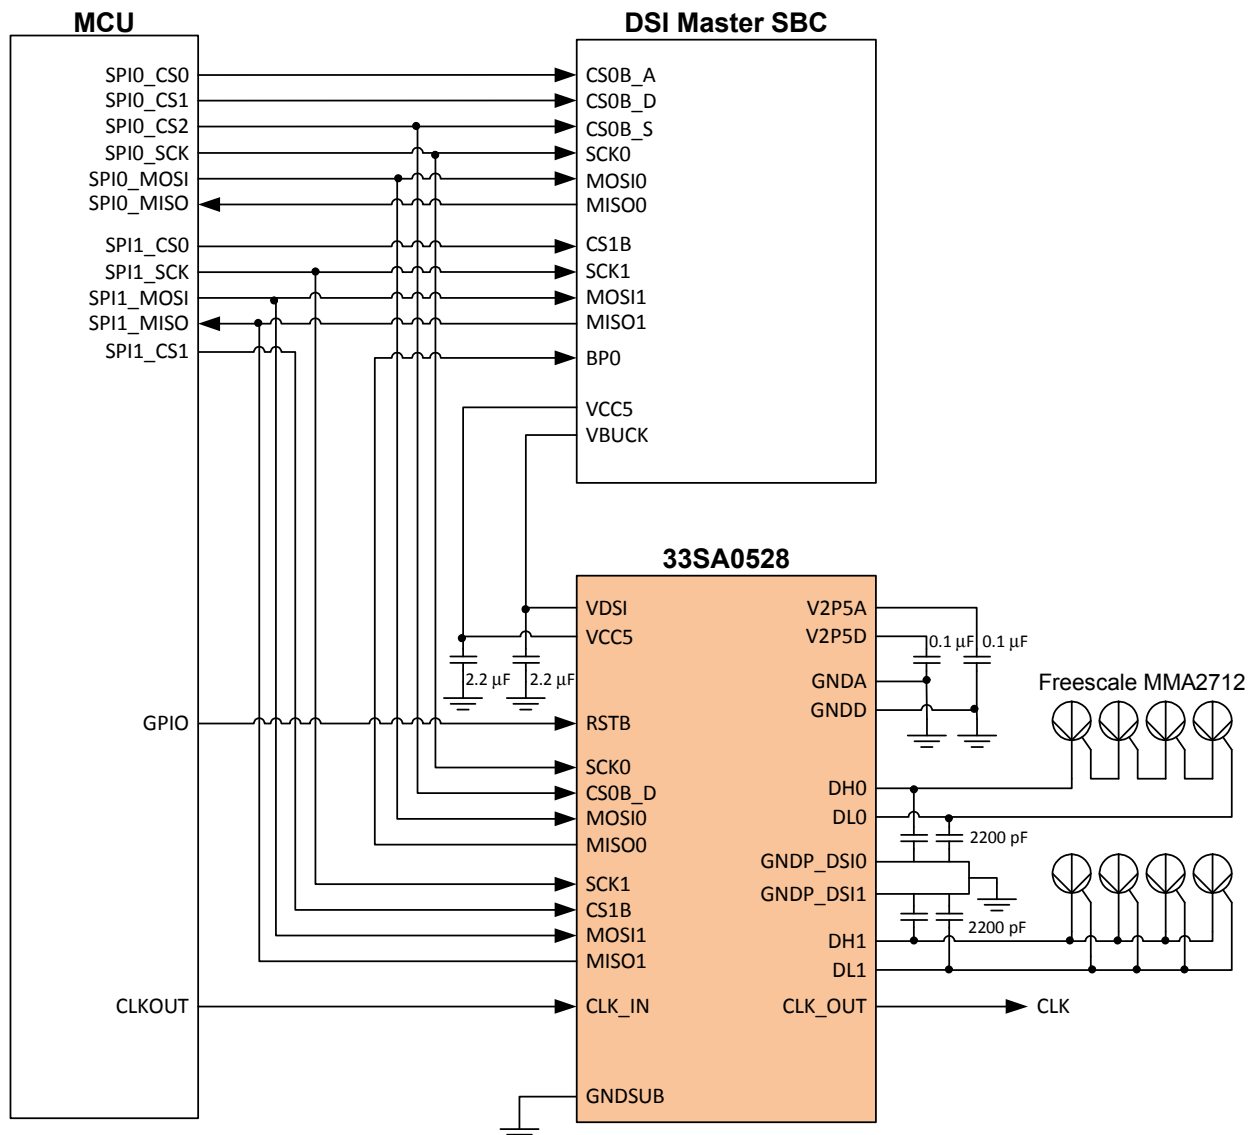 MCU
DSI Master SBC
SPI0_CS0
CS0B_A
SPI0_CS1
CS0B_D
SPI0_CS2
CS0B_S
SPI0_SCK
SCK0
SPI0_MOSI
MOSI0
SPI0_MISO
MISO0
SPI1_CS0
CS1B
SPI1_SCK
SCK1
SPI1_MOSI
MOSI1
SPI1_MISO
MISO1
SPI1_CS1
BP0
VCC5
VBUCK
33SA0528
VDSI
V2P5A
VCC5
V2P5D
0.1 µF
0.1 µF
2.2 µF
2.2 µF
GNDA
Freescale MMA2712
GNDD
GPIO
RSTB
SCK0
CS0B_D
DH0
MOSI0
DL0
MISO0
2200 pF
GNDP_DSI0
SCK1
GNDP_DSI1
CS1B
2200 pF
MOSI1
DH1
MISO1
DL1
CLKOUT
CLK_IN
CLK_OUT
CLK
GNDSUB